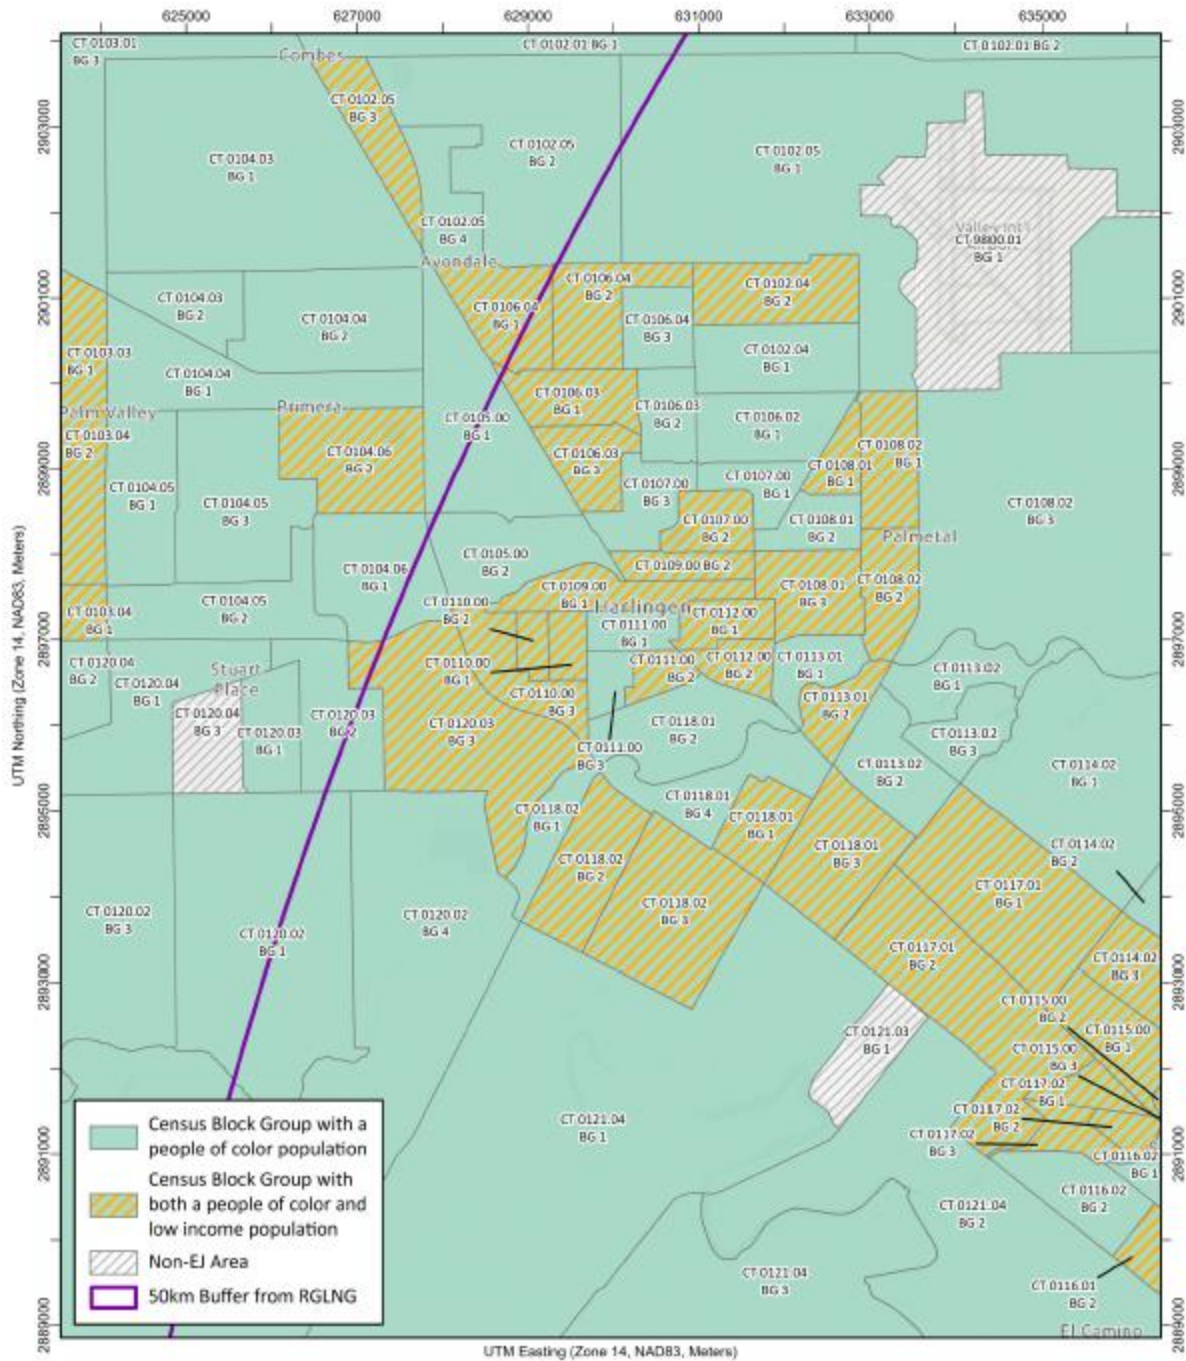 625000
627000
629000
631000
633000
635000
CT 0103.01
BG 3
Combes
CT 0102.01 BG 1
CT 0102.01 BG 2
CT 0102.05
BG 3
2903000
2903000
CT 0104.03
BG 1
CT 0102.05
BG 2
CT 0102.05
BG 1
CT 0102.05
BG 4
Valley Int'l
Airport
CT 9800.01
BG 1
Avondale
CT 0104.03
BG 2
CT 0104.04
BG 2
CT 0106.04
BG 1
CT 0106.04
BG 2
CT 0106.04
BG 3
CT 0102.04
BG 2
2901000
2901000
CT 0103.03
BG 1
CT 0104.04
BG 1
CT 0102.04
BG 1
Palm Valley
Primera
CT 0105.00
BG 1
CT 0106.03
BG 1
CT 0106.03
BG 2
CT 0106.02
BG 1
CT 0103.04
BG 2
CT 0104.06
BG 2
CT 0106.03
BG 3
CT 0108.02
BG 1
2899000
2899000
CT 0104.05
BG 1
CT 0104.05
BG 3
CT 0107.00
BG 3
CT 0107.00
BG 1
CT 0108.01
BG 1
CT 0108.02
BG 3
CT 0107.00
BG 2
CT 0108.01
BG 2
Palmetal
CT 0105.00
BG 2
CT 0104.06
BG 1
CT 0109.00 BG 2
CT 0109.00
BG 1
CT 0108.01
BG 3
CT 0108.02
BG 2
CT 0103.04
BG 1
CT 0104.05
BG 2
CT 0110.00
BG 2
Harlingen
CT 0111.00
BG 1
CT 0112.00
BG 1
2897000
2897000
CT 0120.04
BG 2
CT 0120.04
BG 1
Stuart
Place
CT 0110.00
BG 1
CT 0111.00
BG 2
CT 0112.00
BG 2
CT 0113.01
BG 1
CT 0113.02
BG 1
CT 0120.04
BG 3
CT 0120.03
BG 1
CT 0120.03
BG 2
CT 0120.03
BG 3
CT 0110.00
BG 3
CT 0118.01
BG 2
CT 0113.01
BG 2
CT 0113.02
BG 3
CT 0111.00
BG 3
CT 0113.02
BG 2
CT 0114.02
BG 1
2895000
2895000
CT 0118.02
BG 1
CT 0118.01
BG 4
CT 0118.01
BG 1
CT 0118.01
BG 3
CT 0114.02
BG 2
CT 0118.02
BG 2
CT 0117.01
BG 1
CT 0120.02
BG 3
CT 0120.02
BG 1
CT 0120.02
BG 4
CT 0118.02
BG 3
CT 0117.01
BG 2
CT 0114.02
BG 3
2893000
2893000
CT 0115.00
BG 2
CT 0121.03
BG 1
CT 0115.00
BG 1
CT 0115.00
BG 3
CT 0117.02
BG 1
CT 0117.02
BG 2
CT 0117.02
BG 3
CT 0121.04
BG 1
2891000
2891000
CT 0116.02
BG 1
CT 0116.02
BG 2
CT 0121.04
BG 2
CT 0121.04
BG 3
CT 0116.01
BG 2
2889000
2889000
El Camino
Census Block Group with a
people of color population
Census Block Group with
both a people of color and
low income population
Non-EJ Area
50km Buffer from RGLNG
UTM Northing (Zone 14, NAD83, Meters)
UTM Easting (Zone 14, NAD83, Meters)